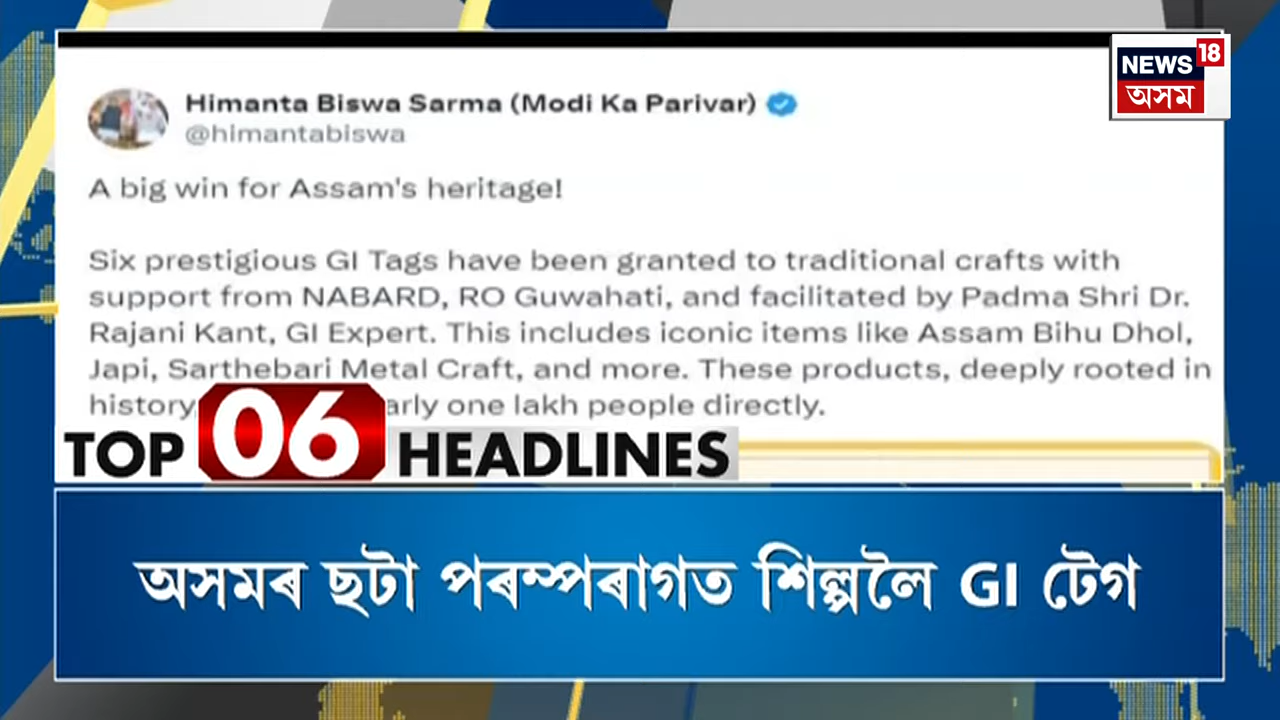 NEWS 18
অসম
Himanta Biswa Sarma (Modi Ka Parivar)
@himantabiswa
A big win for Assam's heritage!
Six prestigious GI Tags have been granted to traditional crafts with
support from NABARD, RO Guwahati, and facilitated by Padma Shri Dr.
Rajani Kant, GI Expert. This includes iconic items like Assam Bihu Dhol,
Japi, Sarthebari Metal Craft, and more. These products, deeply rooted in
history, one lakh people directly.
TOP 06 HEADLINES
অসমৰ ছটা পৰম্পৰাগত শিল্পলৈ GI টেগ